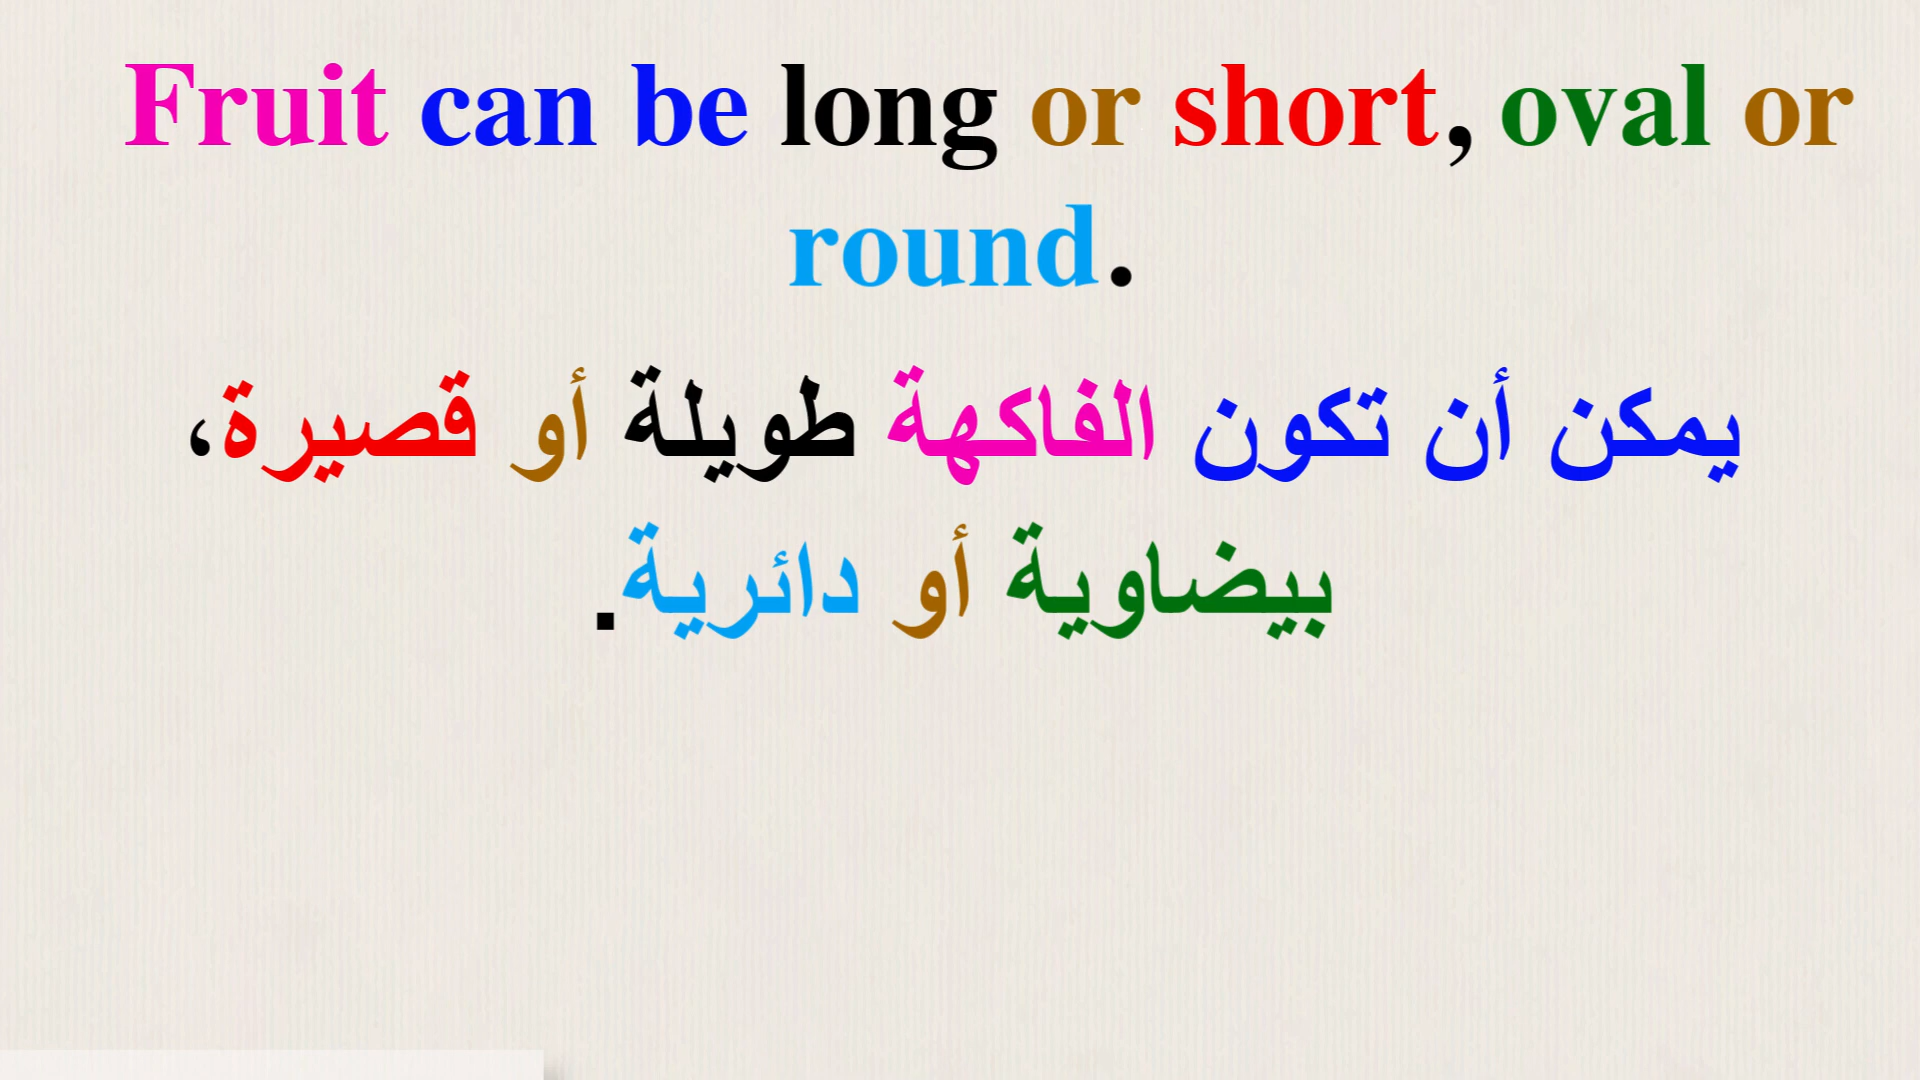 Fruit can be long or short, oval or
round.
يمكن أن تكون الفاكهة طويلة أو قصيرة،
بيضاوية أو دائرية.